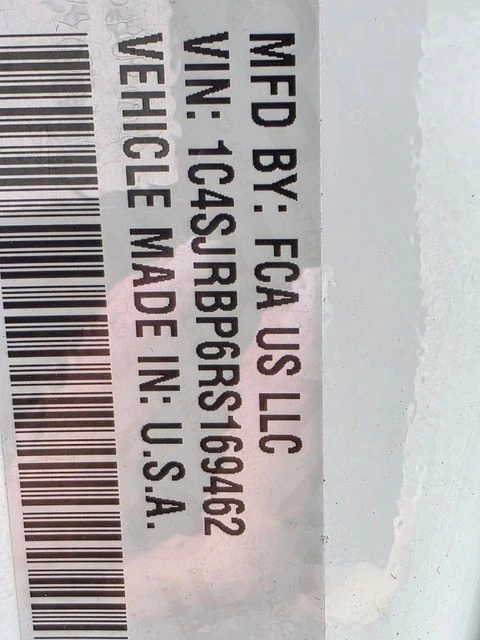 MFD BY: FCA US LLC
VIN: 1C4SJRBP6RS169462
VEHICLE MADE IN: U.S.A.